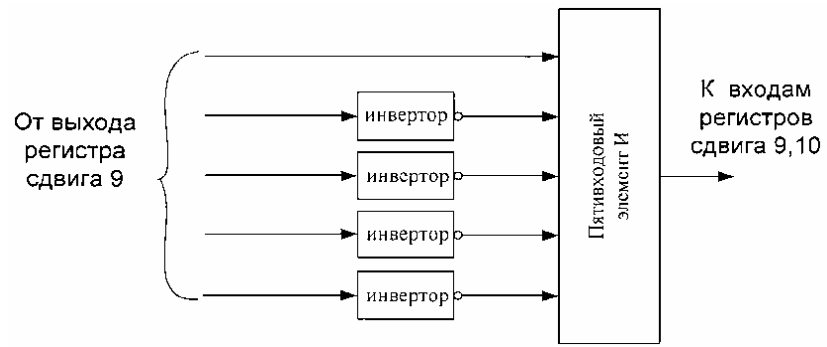 От выхода
регистра
сдвига 9
инвертор
инвертор
инвертор
инвертор
Пятивходовый
элемент И
К входам
регистров
сдвига 9,10